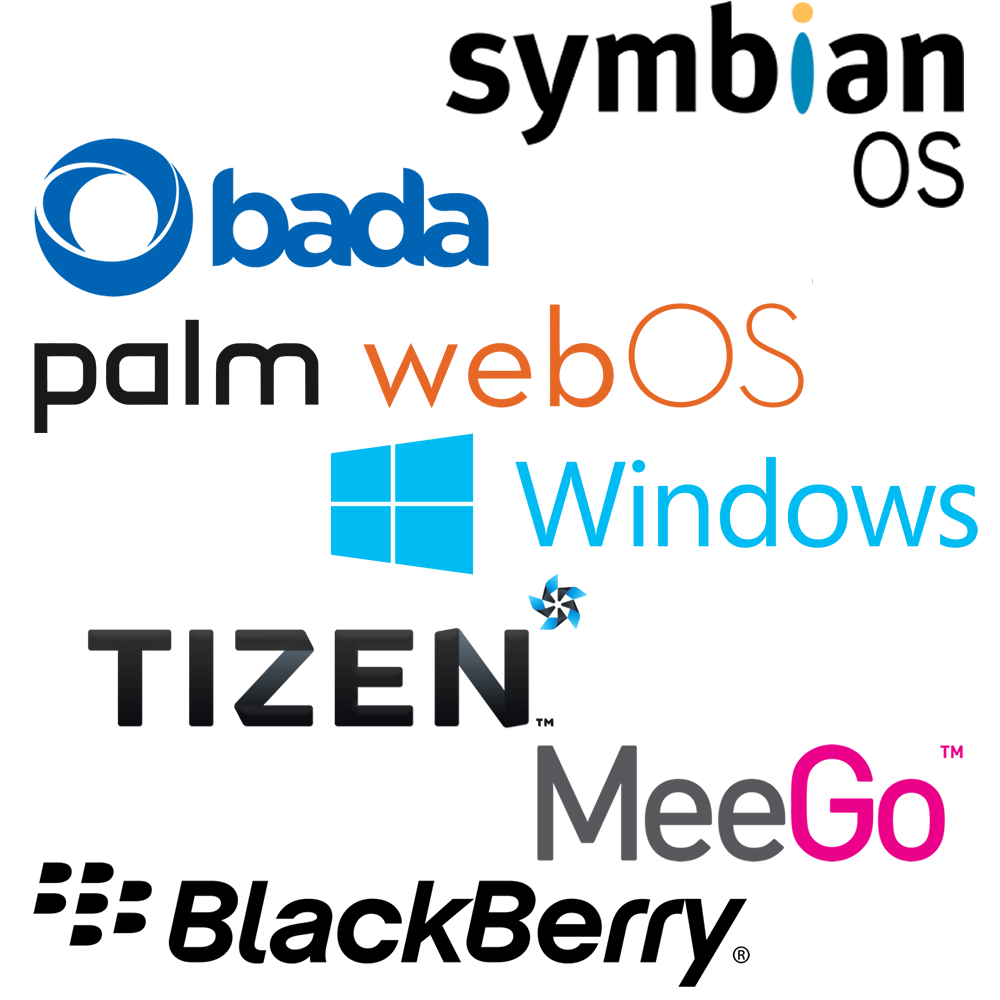 symbian
OS
bada
palm webOS
Windows
TIZEN™
MeeGo™
BlackBerry®